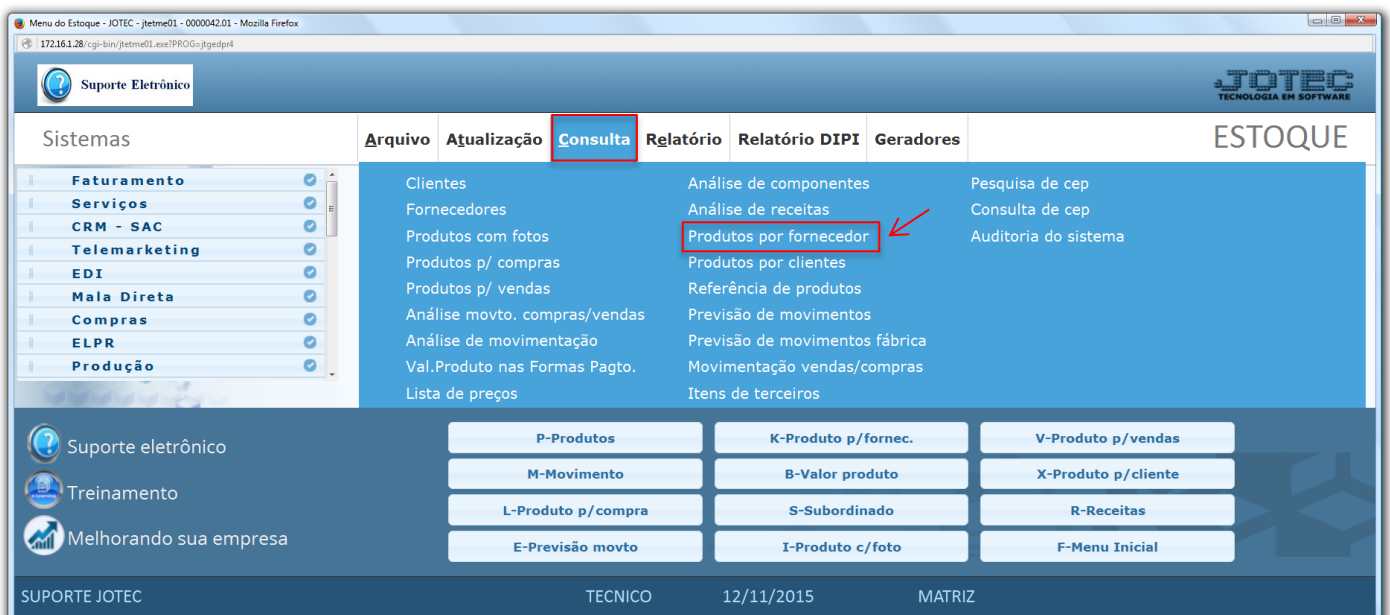 Menu do Estoque - JOTEC - jtetme01 - 0000042.01 - Mozilla Firefox
172.16.1.28/cgi-bin/jtetme01.exe?PROG=jtgedpr4
Suporte Eletrônico
JOTEC
TECNOLOGIA EM SOFTWARE
Sistemas
Arquivo Atualização Consulta Relatório Relatório DIPI Geradores
ESTOQUE
Faturamento
Serviços
CRM - SAC
Telemarketing
EDI
Mala Direta
Compras
ELPR
Produção
Clientes
Fornecedores
Produtos com fotos
Produtos p/ compras
Produtos p/ vendas
Análise movto. compras/vendas
Análise de movimentação
Val.Produto nas Formas Pagto.
Lista de preços
Análise de componentes
Análise de receitas
Produtos por fornecedor
Produtos por clientes
Referência de produtos
Previsão de movimentos
Previsão de movimentos fábrica
Movimentação vendas/compras
Itens de terceiros
Pesquisa de cep
Consulta de cep
Auditoria do sistema
Suporte eletrônico
Treinamento
Melhorando sua empresa
P-Produtos K-Produto p/fornec. V-Produto p/vendas
M-Movimento B-Valor produto X-Produto p/cliente
L-Produto p/compra S-Subordinado R-Receitas
E-Previsão movto I-Produto c/foto F-Menu Inicial
SUPORTE JOTEC TECNICO 12/11/2015 MATRIZ